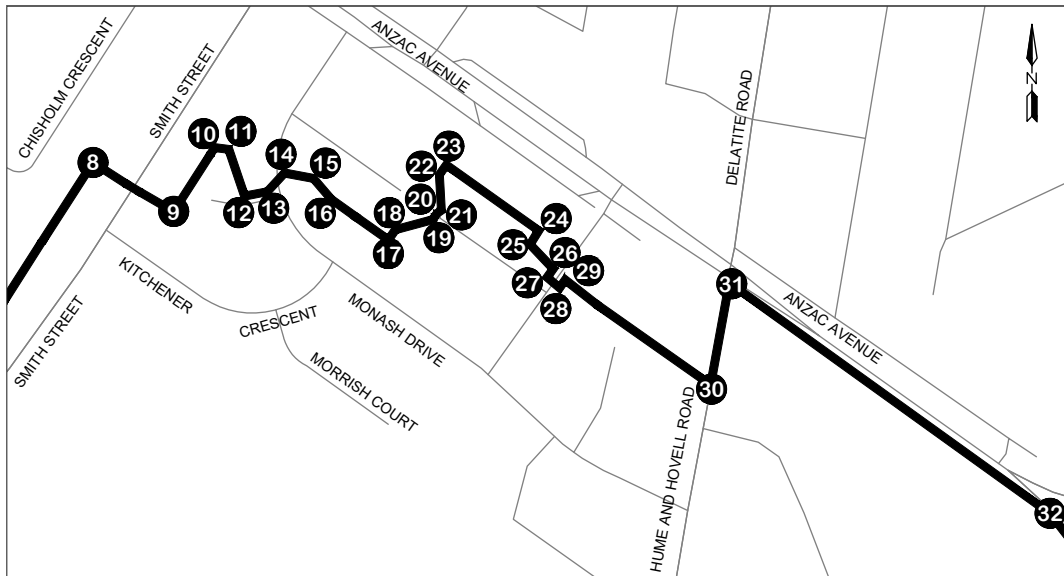 CHISHOLM CRESCENT
SMITH STREET
ANZAC AVENUE
DELATITE ROAD
N
8
9
10
11
12
13
14
15
16
17
18
19
20
21
22
23
24
25
26
27
28
29
30
31
32
KITCHENER
CRESCENT
MONASH DRIVE
MORRISH COURT
SMITH STREET
ANZAC AVENUE
HUME AND HOVELL ROAD